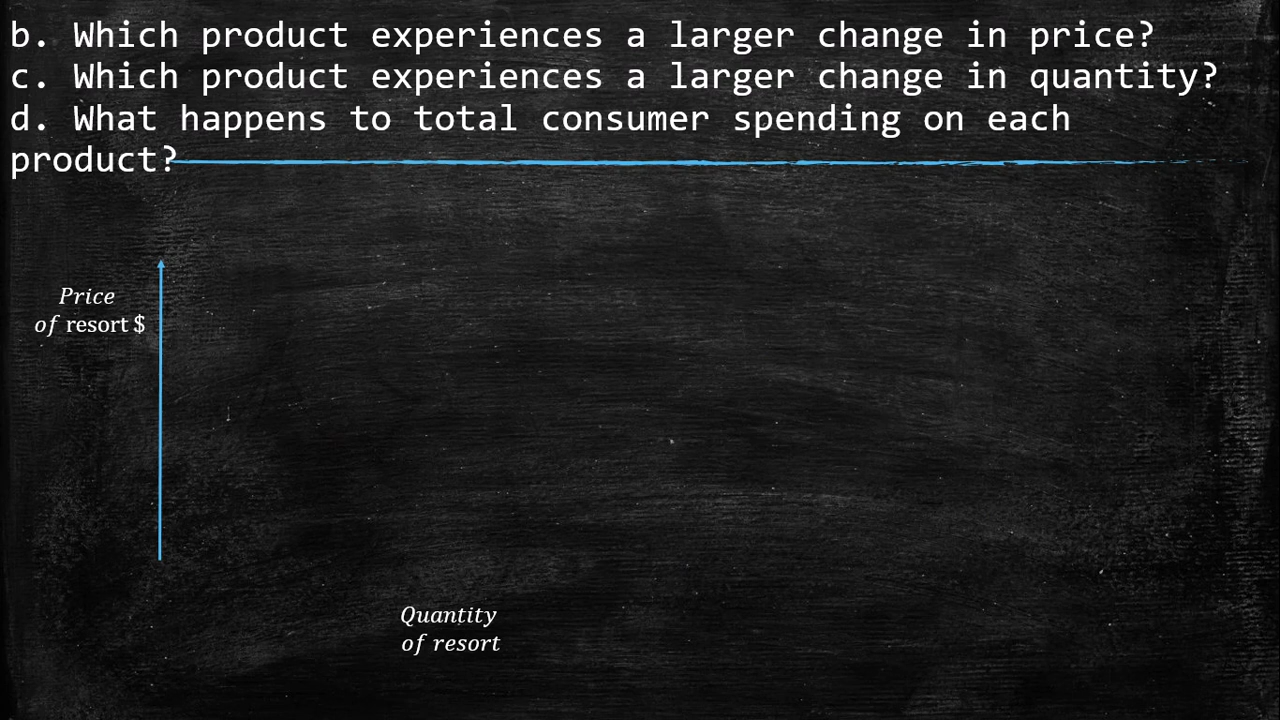 b. Which product experiences a larger change in price?
c. Which product experiences a larger change in quantity?
d. What happens to total consumer spending on each
product?
Price
of resort $
Quantity
of resort